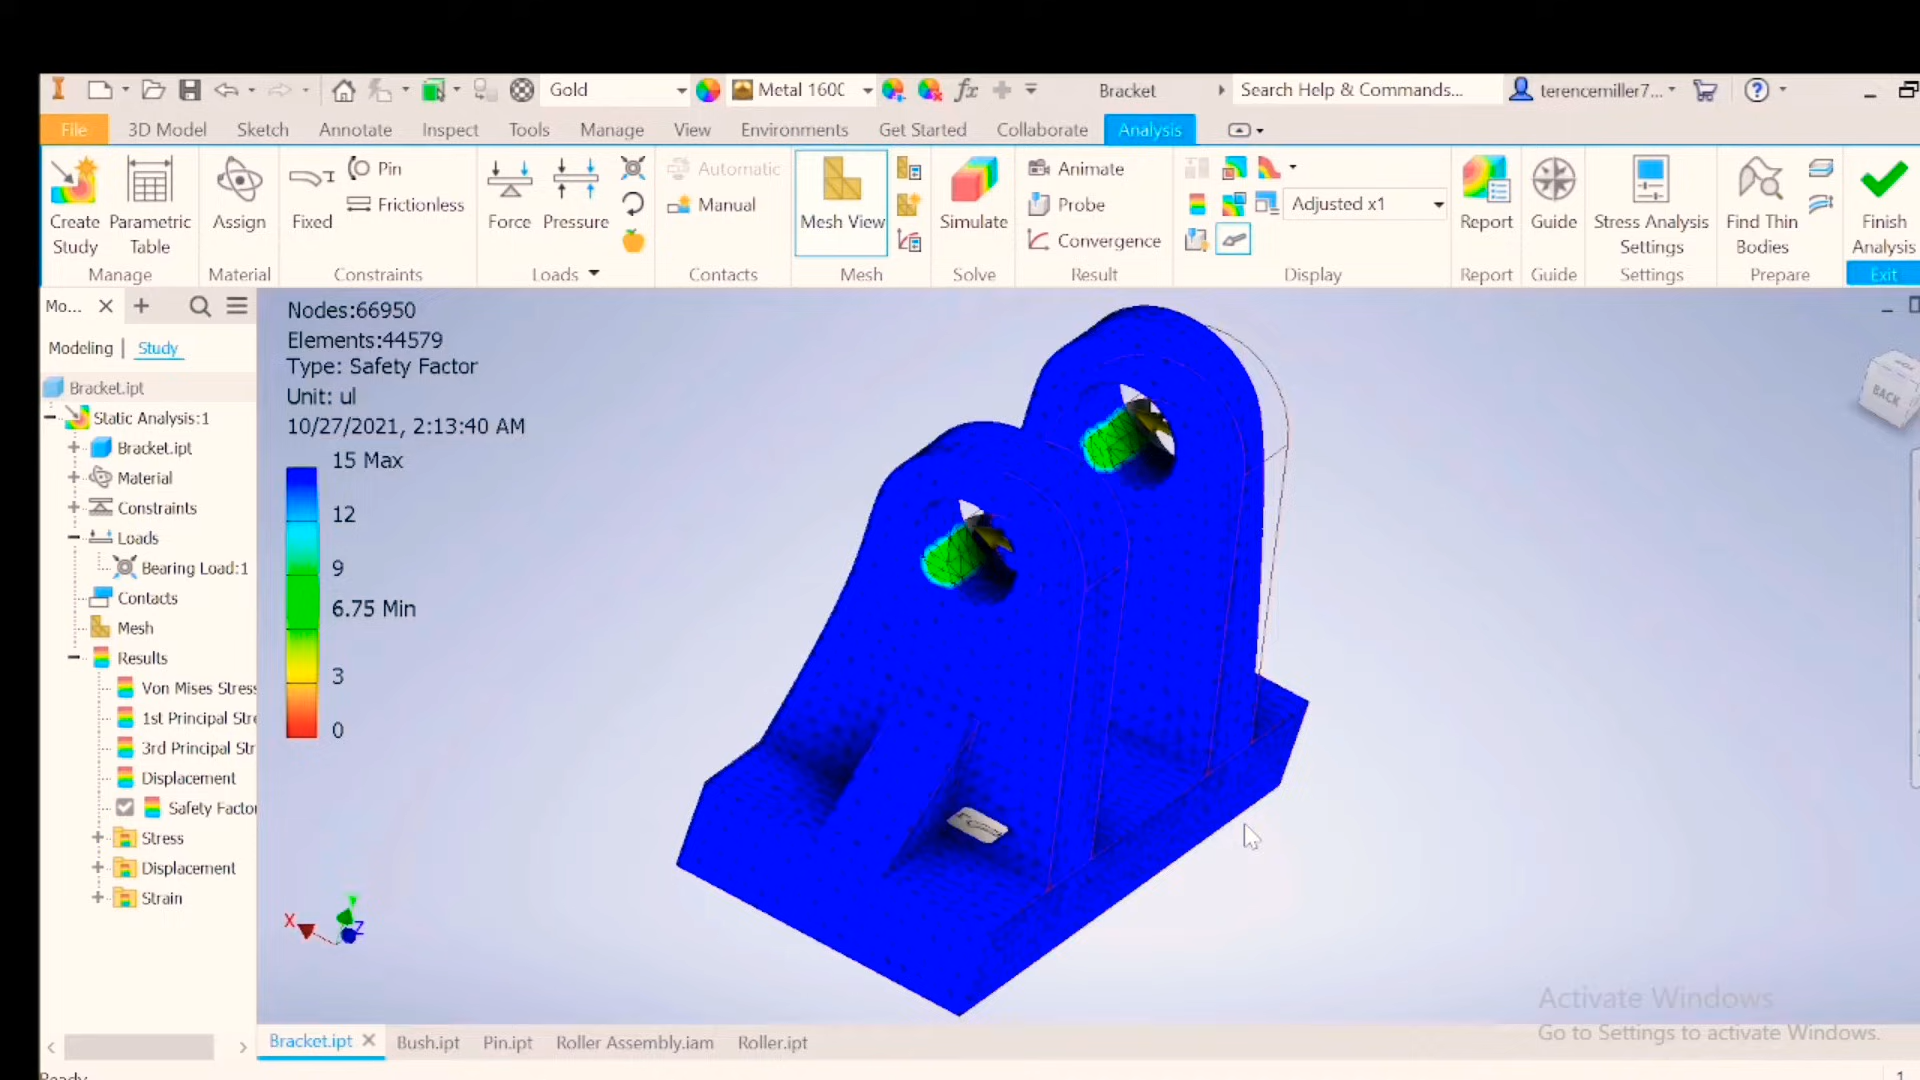 Gold
Metal 160(
fx
Bracket
Search Help & Commands...
terencemiller7...
File
3D Model
Sketch
Annotate
Inspect
Tools
Manage
View
Environments
Get Started
Collaborate
Analysis
Create Study
Parametric Table
Assign
Fixed
Pin
Frictionless
Force
Pressure
Automatic
Manual
Mesh View
Simulate
Animate
Probe
Convergence
Adjusted x1
Report
Guide
Stress Analysis Settings
Find Thin Bodies
Finish Analysis
Manage
Material
Constraints
Loads
Contacts
Mesh
Solve
Result
Display
Report
Guide
Settings
Prepare
Exit
Mo...
Modeling
Study
Bracket.ipt
Static Analysis:1
Bracket.ipt
Material
Constraints
Loads
Bearing Load:1
Contacts
Mesh
Results
Von Mises Stress
1st Principal Stre
3rd Principal Str
Displacement
Safety Facto
Stress
Displacement
Strain
Nodes:66950
Elements:44579
Type: Safety Factor
Unit: ul
10/27/2021, 2:13:40 AM
15 Max
12
9
6.75 Min
3
0
BACK
X
Z
Activate Windows
Go to Settings to activate Windows.
Bracket.ipt
Bush.ipt
Pin.ipt
Roller Assembly.iam
Roller.ipt
Ready
1